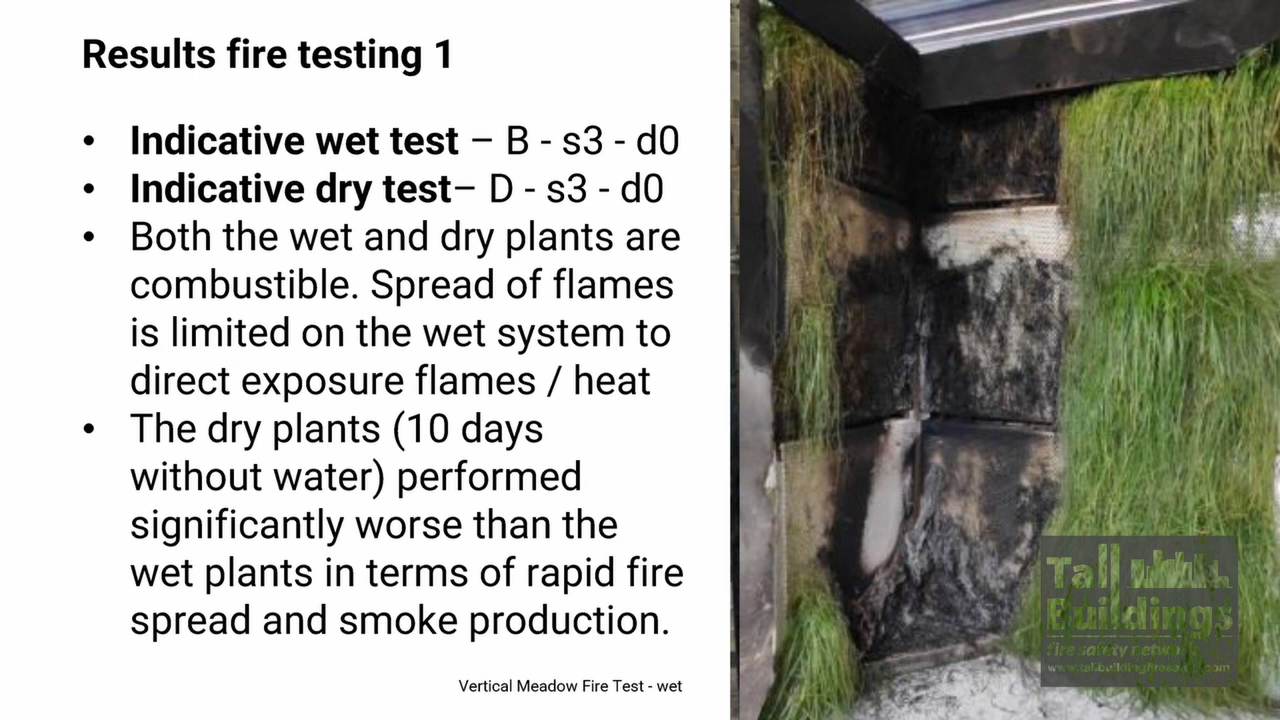 Results fire testing 1
• Indicative wet test – B - s3 - d0
• Indicative dry test– D - s3 - d0
• Both the wet and dry plants are
combustible. Spread of flames
is limited on the wet system to
direct exposure flames / heat
• The dry plants (10 days
without water) performed
significantly worse than the
wet plants in terms of rapid fire
spread and smoke production.
Vertical Meadow Fire Test - wet
Tall
Buildings
fire safety network